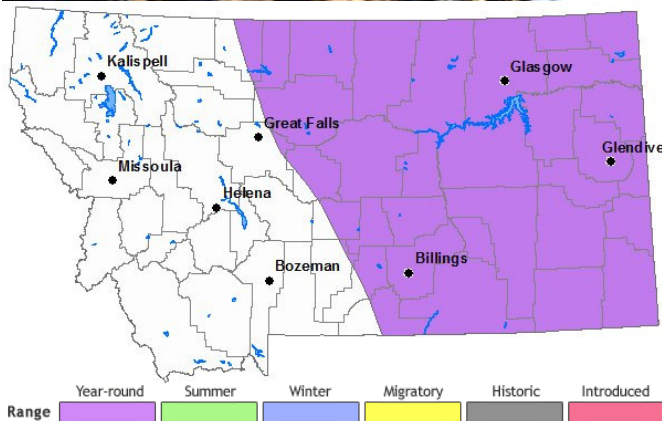 Kalispell
Glasgow
Great Falls
Glendive
Missoula
Helena
Bozeman
Billings
Year-round Summer Winter Migratory Historic Introduced
Range